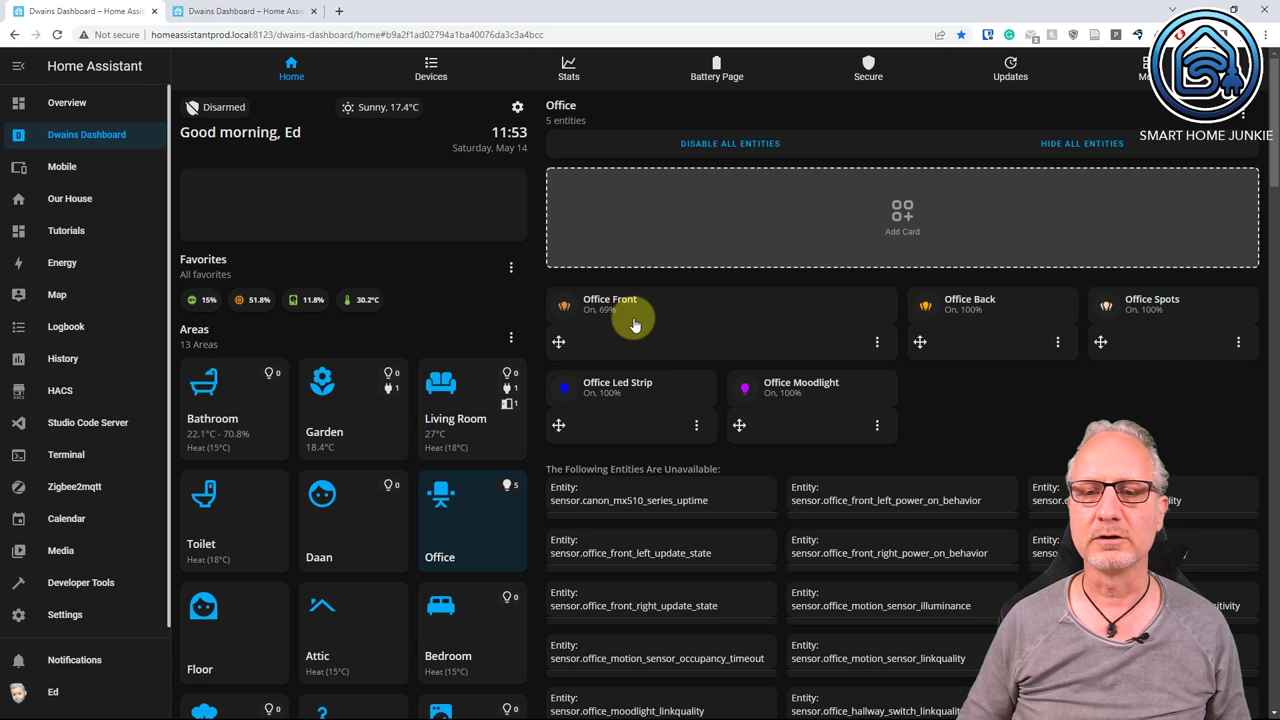 Dwains Dashboard – Home Assis
Dwains Dashboard – Home Assis
Not secure
homeassistantprod.local:8123/dwains-dashboard/home#b9a2f1ad02794a1ba40476da3c3a4bcc
Home Assistant
Overview
Dwains Dashboard
Mobile
Our House
Tutorials
Energy
Map
Logbook
History
HACS
Studio Code Server
Terminal
Zigbee2mqtt
Calendar
Media
Developer Tools
Settings
Notifications
Ed
Home
Devices
Stats
Battery Page
Secure
Updates
SMART HOME JUNKIE
Disarmed
Sunny, 17.4°C
Good morning, Ed
11:53
Saturday, May 14
Favorites
All favorites
15%
51.8%
11.8%
30.2°C
Areas
13 Areas
0
Bathroom
22.1°C - 70.8%
Heat (15°C)
0
1
Garden
18.4°C
0
1
1
Living Room
27°C
Heat (18°C)
Toilet
Heat (18°C)
0
Daan
5
Office
Floor
Attic
Heat (15°C)
0
Bedroom
Heat (15°C)
Office
5 entities
DISABLE ALL ENTITIES
HIDE ALL ENTITIES
Add Card
Office Front
On, 69%
Office Back
On, 100%
Office Spots
On, 100%
Office Led Strip
On, 100%
Office Moodlight
On, 100%
The Following Entities Are Unavailable:
Entity:
sensor.canon_mx510_series_uptime
Entity:
sensor.office_front_left_power_on_behavior
Entity:
Entity:
sensor.office_front_left_update_state
Entity:
sensor.office_front_right_power_on_behavior
Entity:
sensor.office_front_right_update_state
Entity:
sensor.office_motion_sensor_illuminance
Entity:
sensor.office_motion_sensor_occupancy_timeout
Entity:
sensor.office_motion_sensor_linkquality
Entity:
sensor.office_moodlight_linkquality
Entity:
sensor.office_hallway_switch_linkquality